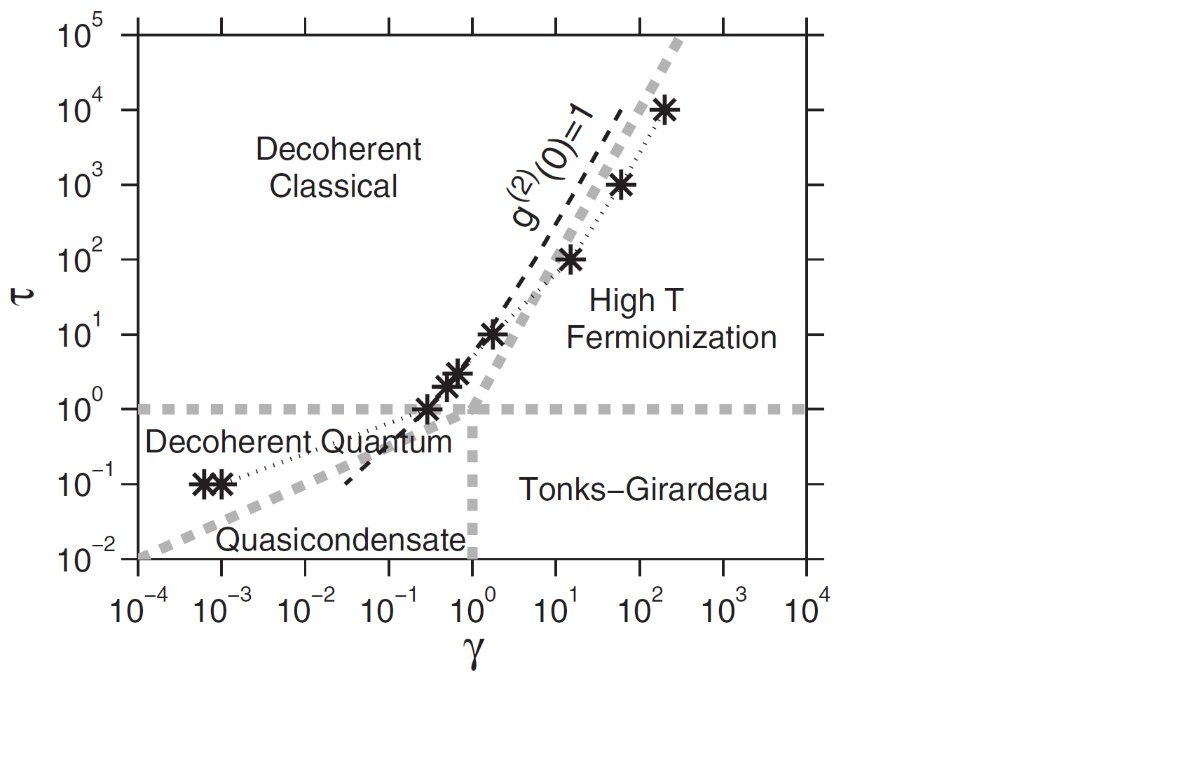 10^5
10^4
10^3
10^2
10^1
10^0
10^−1
10^−2
τ
Decoherent
Classical
g^(2)(0)=1
High T
Fermionization
Decoherent Quantum
Tonks−Girardeau
Quasicondensate
10^−4 10^−3 10^−2 10^−1 10^0 10^1 10^2 10^3 10^4
γ